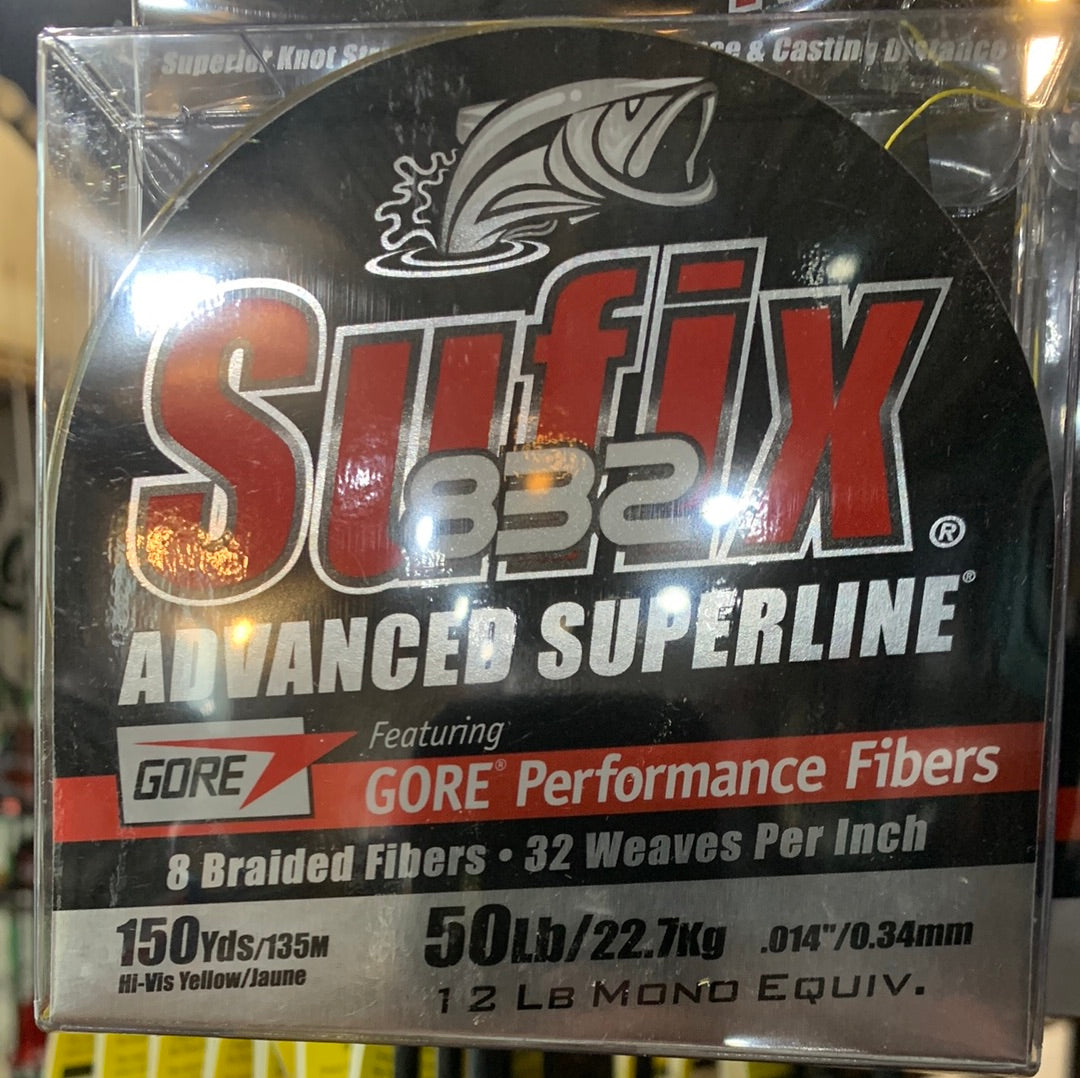 Superior Knot
& Casting Distance
Sufix®
832
ADVANCED SUPERLINE®
GORE
Featuring
GORE® Performance Fibers
8 Braided Fibers • 32 Weaves Per Inch
150Yds/135M
Hi-Vis Yellow/Jaune
50Lb/22.7Kg .014"/0.34mm
12 LB MONO EQUIV.